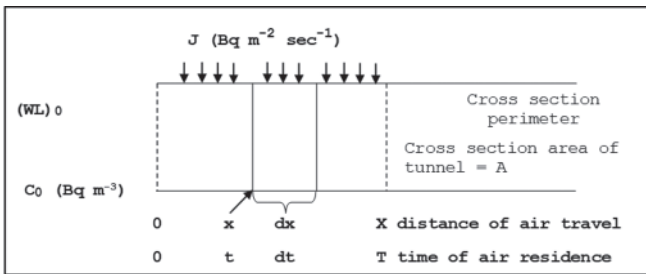 J (Bq m⁻² sec⁻¹)
(WL)₀
Cross section
perimeter
Cross section area of
tunnel = A
C₀ (Bq m⁻³)
0 x dx X distance of air travel
0 t dt T time of air residence